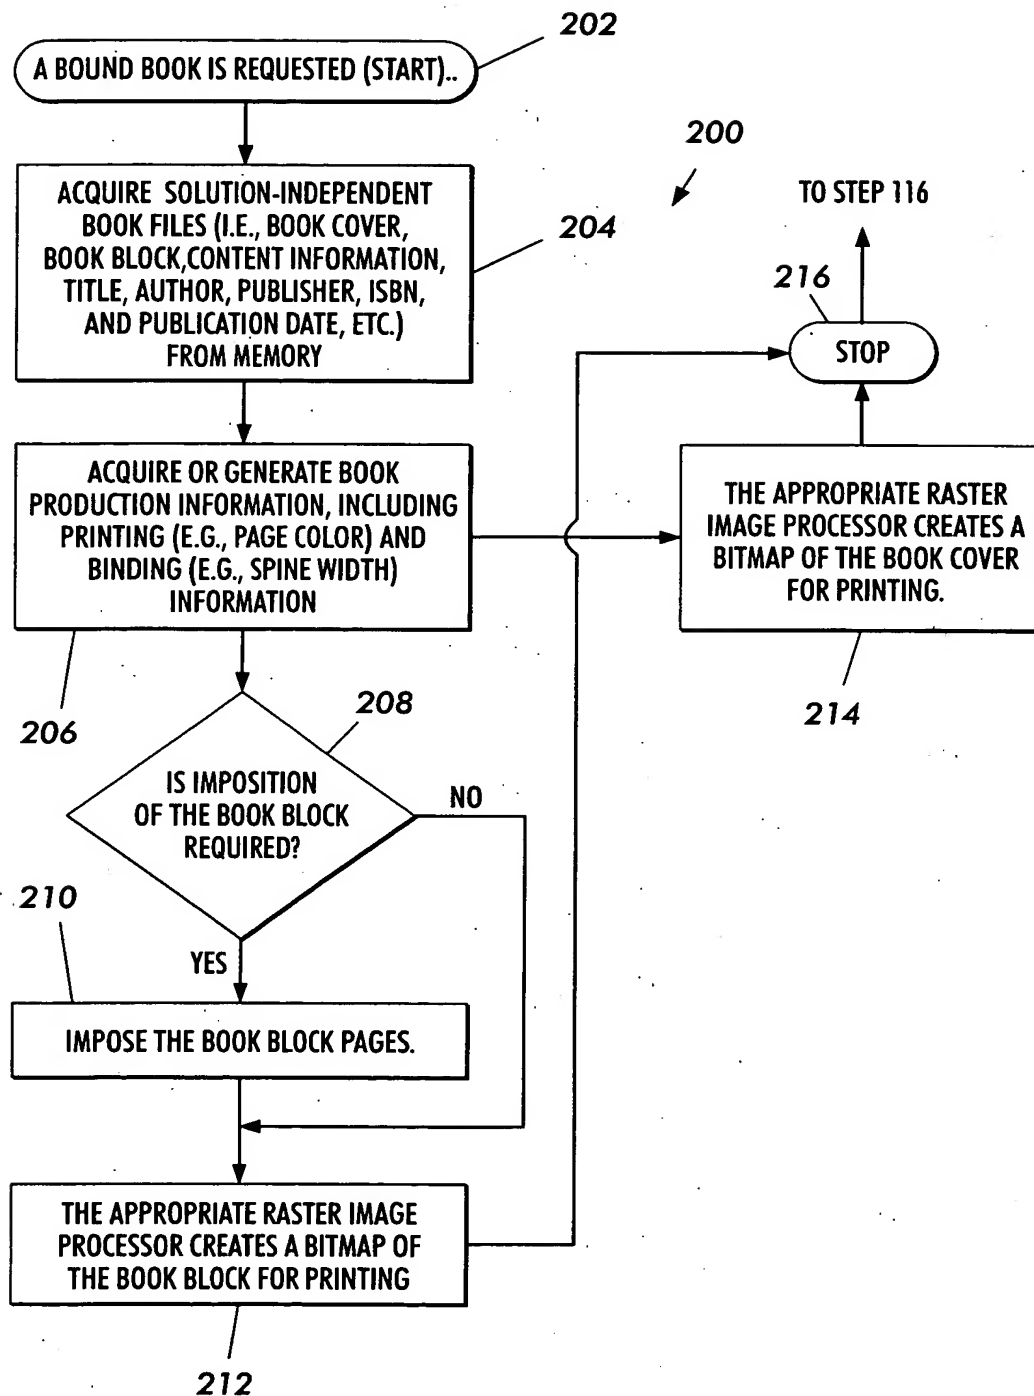 202
A BOUND BOOK IS REQUESTED (START)..
200
ACQUIRE SOLUTION-INDEPENDENT
BOOK FILES (I.E., BOOK COVER,
BOOK BLOCK,CONTENT INFORMATION,
TITLE, AUTHOR, PUBLISHER, ISBN,
AND PUBLICATION DATE, ETC.)
FROM MEMORY
204
TO STEP 116
216
STOP
ACQUIRE OR GENERATE BOOK
PRODUCTION INFORMATION, INCLUDING
PRINTING (E.G., PAGE COLOR) AND
BINDING (E.G., SPINE WIDTH)
INFORMATION
206
THE APPROPRIATE RASTER
IMAGE PROCESSOR CREATES A
BITMAP OF THE BOOK COVER
FOR PRINTING.
214
208
IS IMPOSITION
OF THE BOOK BLOCK
REQUIRED?
NO
YES
210
IMPOSE THE BOOK BLOCK PAGES.
THE APPROPRIATE RASTER IMAGE
PROCESSOR CREATES A BITMAP OF
THE BOOK BLOCK FOR PRINTING
212